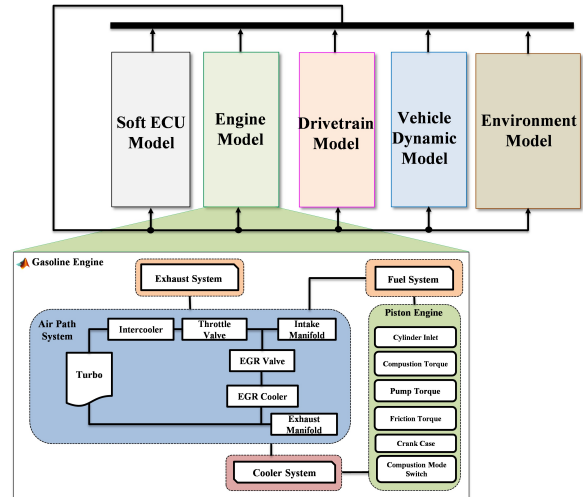 Soft ECU
Model
Engine
Model
Drivetrain
Model
Vehicle
Dynamic
Model
Environment
Model
Gasoline Engine
Exhaust System
Fuel System
Air Path
System
Intercooler
Throttle
Valve
Intake
Manifold
Turbo
EGR Valve
EGR Cooler
Exhaust
Manifold
Piston Engine
Cylinder Inlet
Compustion Torque
Pump Torque
Friction Torque
Crank Case
Compustion Mode
Switch
Cooler System